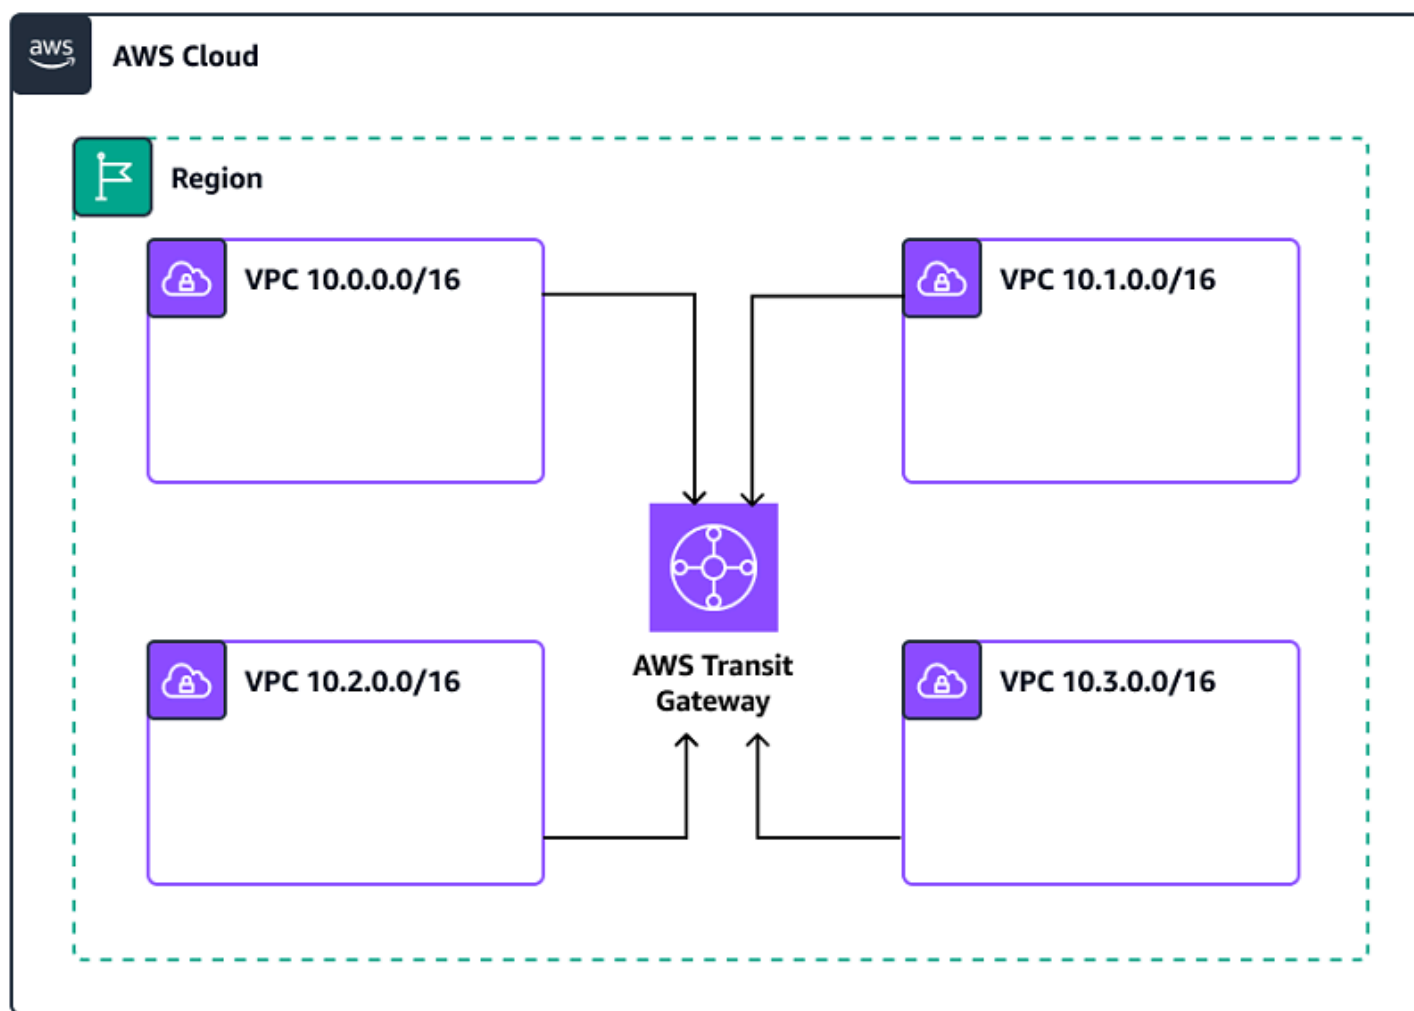 aws
AWS Cloud
Region
VPC 10.0.0.0/16
VPC 10.1.0.0/16
AWS Transit
Gateway
VPC 10.2.0.0/16
VPC 10.3.0.0/16